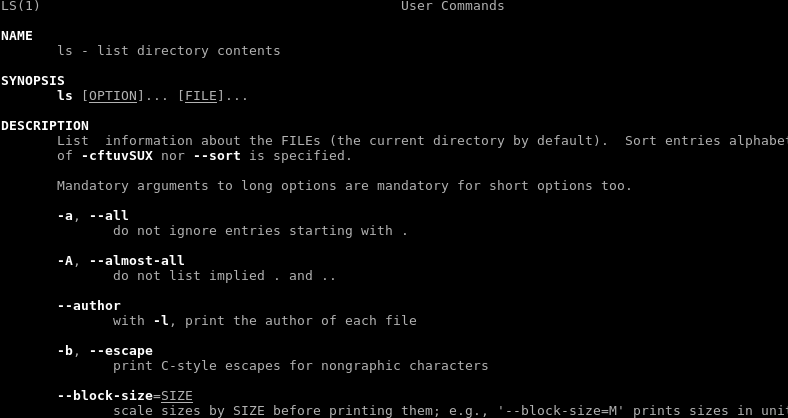 LS(1) User Commands
NAME
ls - list directory contents
SYNOPSIS
ls [OPTION]... [FILE]...
DESCRIPTION
List information about the FILEs (the current directory by default). Sort entries alphabet
of -cftuvSUX nor --sort is specified.
Mandatory arguments to long options are mandatory for short options too.
-a, --all
do not ignore entries starting with .
-A, --almost-all
do not list implied . and ..
--author
with -l, print the author of each file
-b, --escape
print C-style escapes for nongraphic characters
--block-size=SIZE
scale sizes by SIZE before printing them; e.g., '--block-size=M' prints sizes in unit